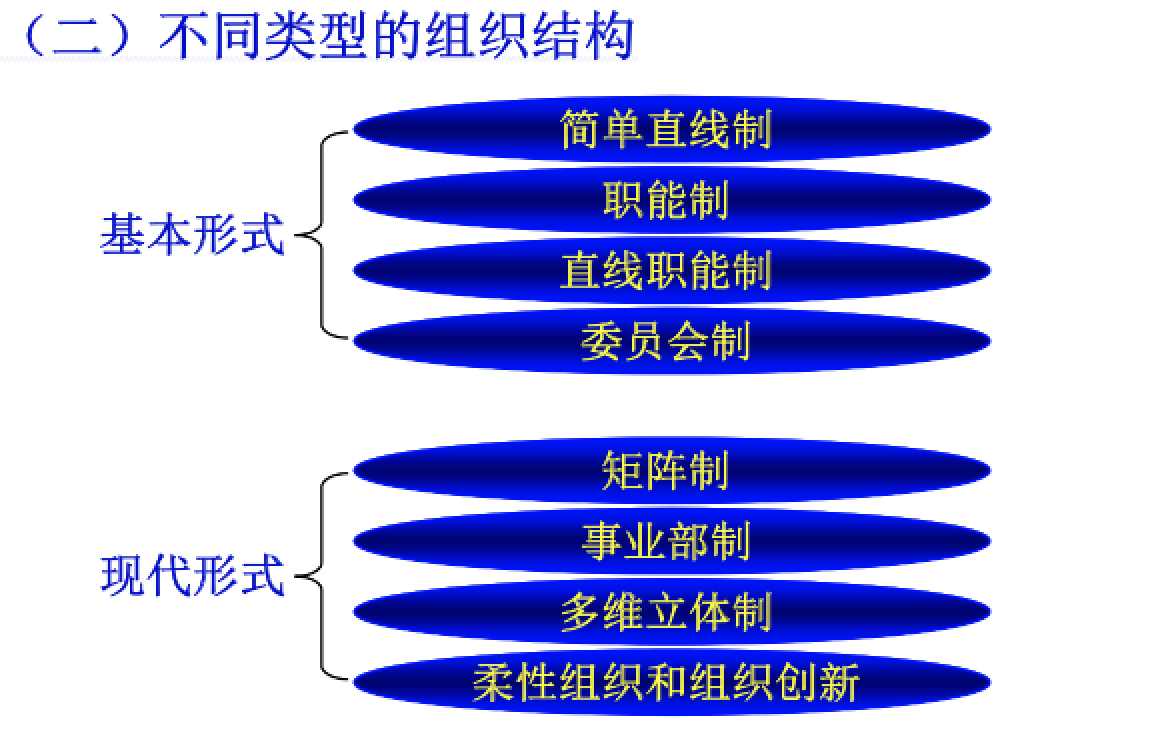 （二）不同类型的组织结构
基本形式
简单直线制
职能制
直线职能制
委员会制
现代形式
矩阵制
事业部制
多维立体制
柔性组织和组织创新